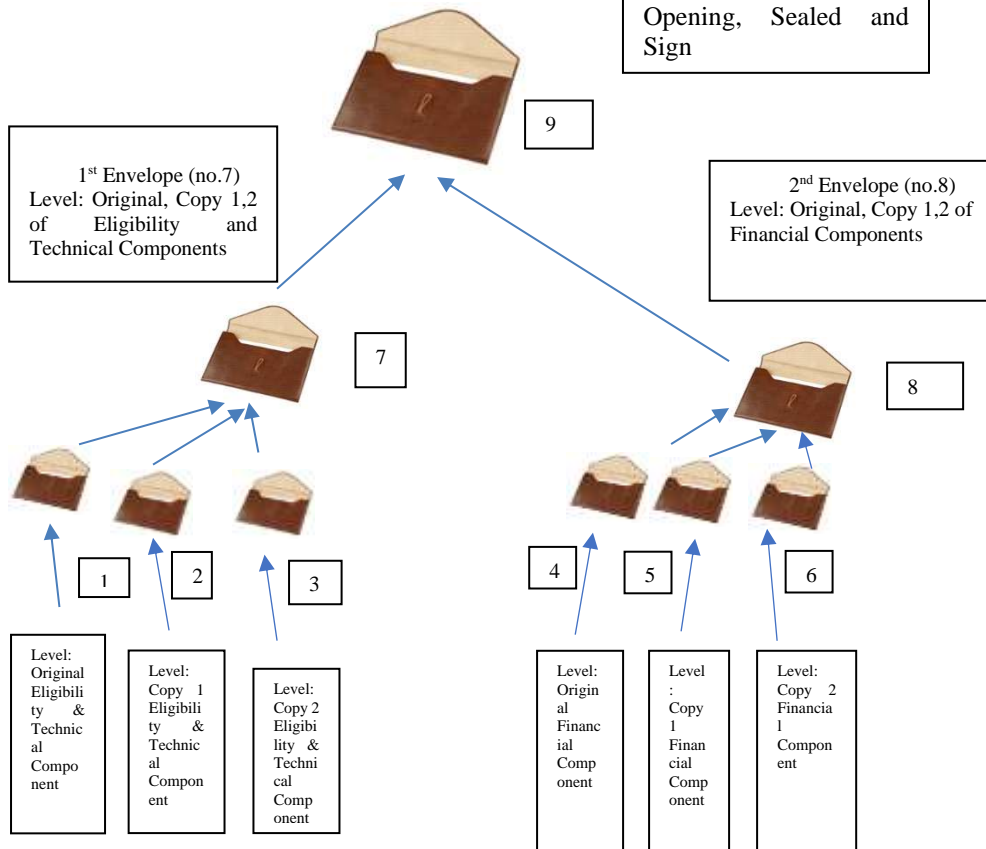 Opening, Sealed and
Sign
9
1st Envelope (no.7)
Level: Original, Copy 1,2
of Eligibility and
Technical Components
2nd Envelope (no.8)
Level: Original, Copy 1,2 of
Financial Components
7
8
1
2
3
4
5
6
Level:
Original
Eligibili
ty &
Technic
al
Compo
nent
Level:
Copy 1
Eligibili
ty &
Technic
al
Compon
ent
Level:
Copy 2
Eligibi
lity &
Techni
cal
Comp
onent
Level:
Origin
al
Financ
ial
Comp
onent
Level
:
Copy
1
Finan
cial
Comp
onent
Level:
Copy 2
Financia
l
Compon
ent